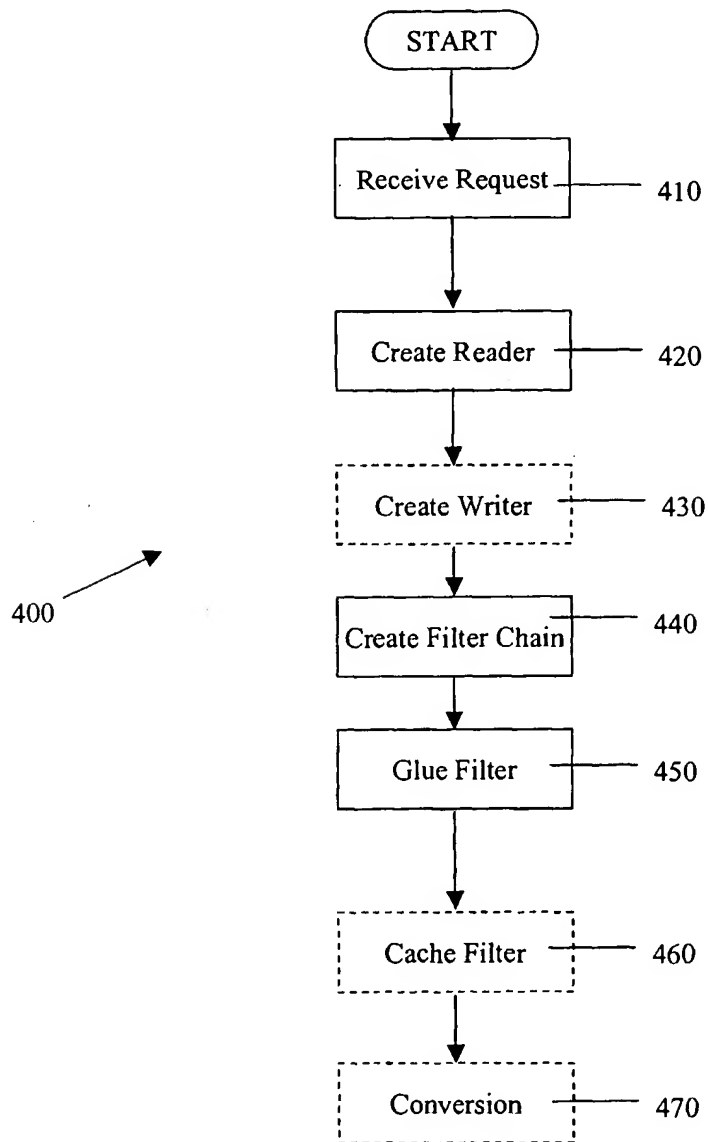 START
Receive Request
410
Create Reader
420
Create Writer
430
400
Create Filter Chain
440
Glue Filter
450
Cache Filter
460
Conversion
470